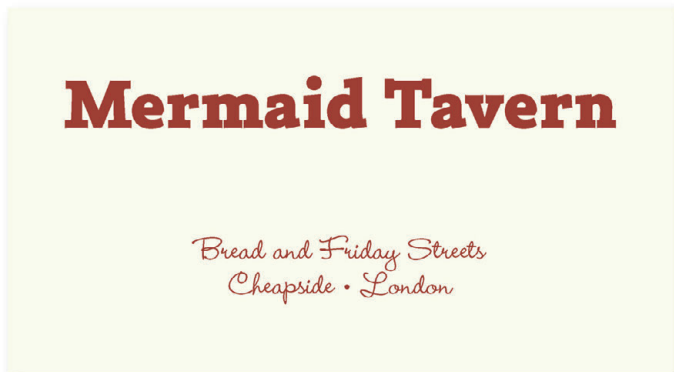 Mermaid Tavern
Bread and Friday Streets
Cheapside • London